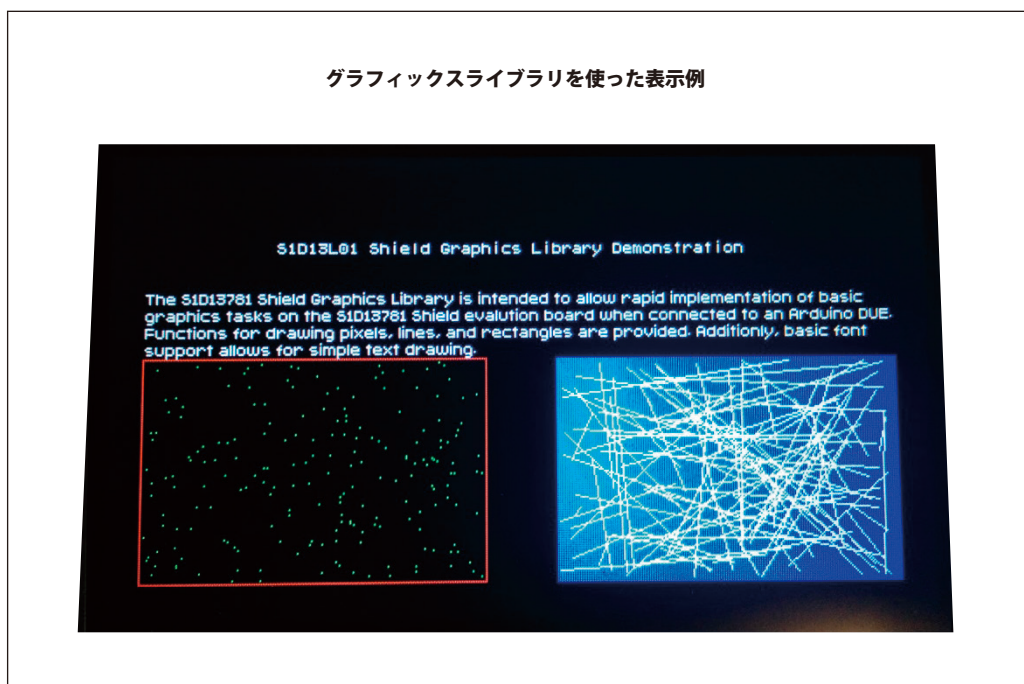 グラフィックスライブラリを使った表示例
S1D13L01 Shield Graphics Library Demonstration
The S1D13781 Shield Graphics Library is intended to allow rapid implementation of basic
graphics tasks on the S1D13781 Shield evalution board when connected to an Arduino DUE.
Functions for drawing pixels, lines, and rectangles are provided. Additionly, basic font
support allows for simple text drawing.